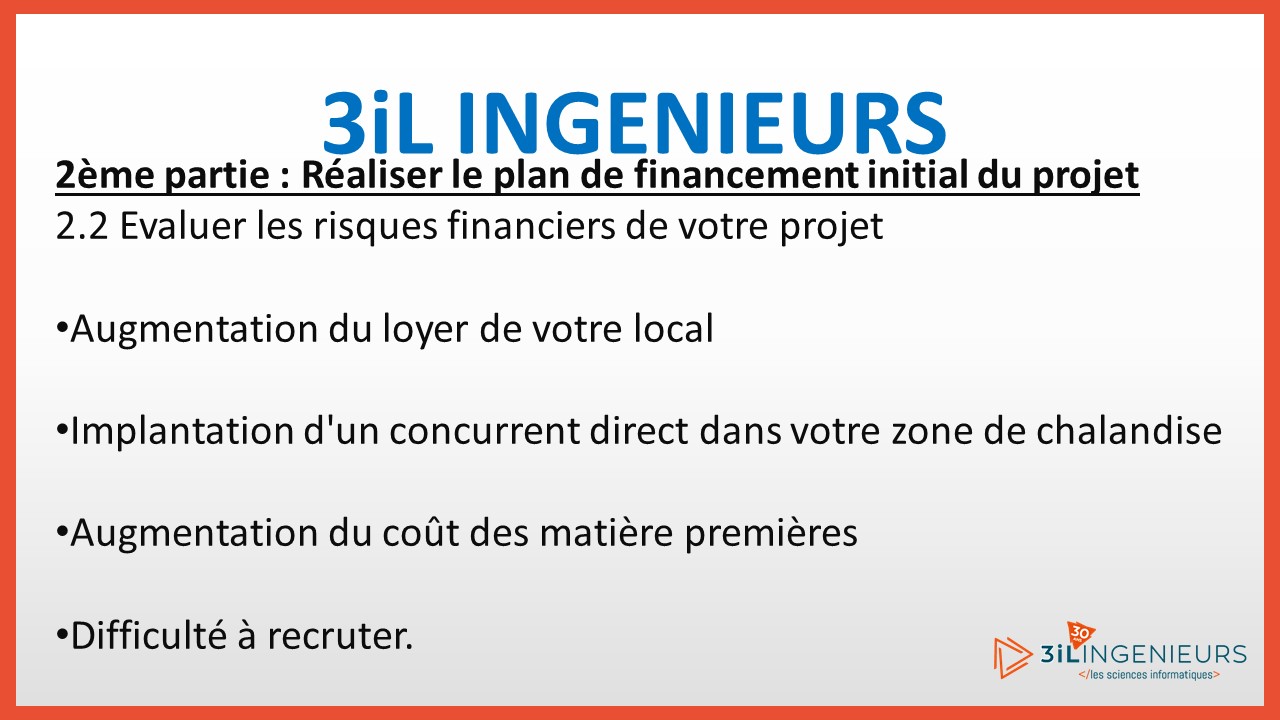 3iL INGENIEURS
2ème partie : Réaliser le plan de financement initial du projet
2.2 Evaluer les risques financiers de votre projet
•Augmentation du loyer de votre local
•Implantation d'un concurrent direct dans votre zone de chalandise
•Augmentation du coût des matière premières
•Difficulté à recruter.
30
3iLINGENIEURS
</les sciences informatiques>